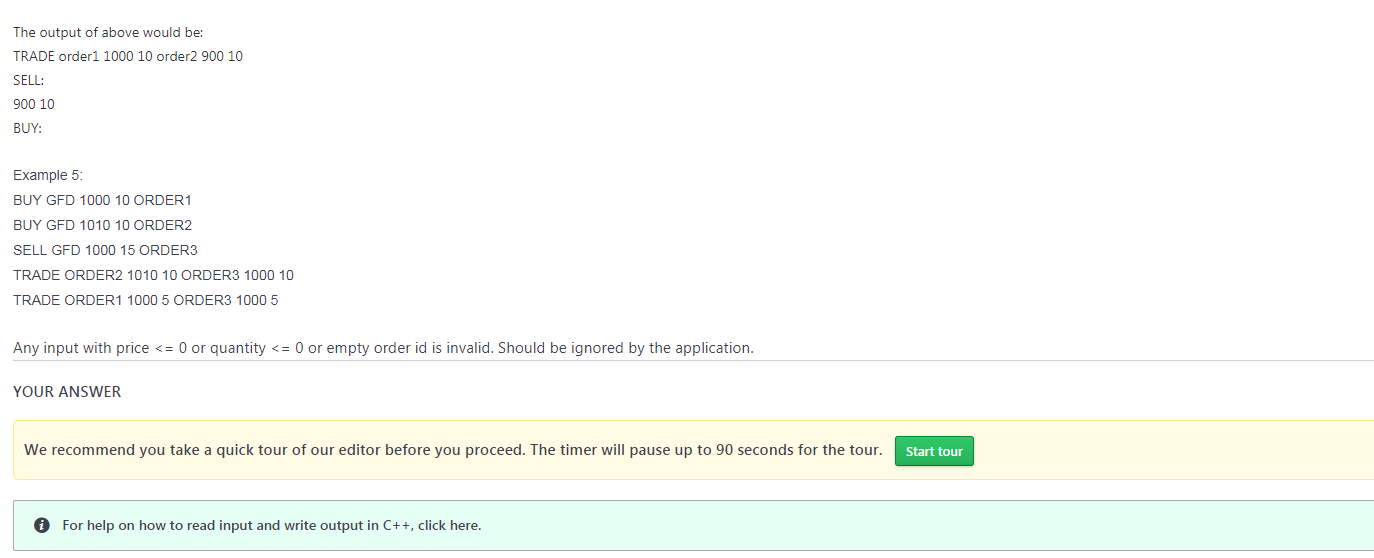 The output of above would be:
TRADE order1 1000 10 order2 900 10
SELL:
900 10
BUY:
Example 5:
BUY GFD 1000 10 ORDER1
BUY GFD 1010 10 ORDER2
SELL GFD 1000 15 ORDER3
TRADE ORDER2 1010 10 ORDER3 1000 10
TRADE ORDER1 1000 5 ORDER3 1000 5
Any input with price <= 0 or quantity <= 0 or empty order id is invalid. Should be ignored by the application.
YOUR ANSWER
We recommend you take a quick tour of our editor before you proceed. The timer will pause up to 90 seconds for the tour. Start tour
i For help on how to read input and write output in C++, click here.